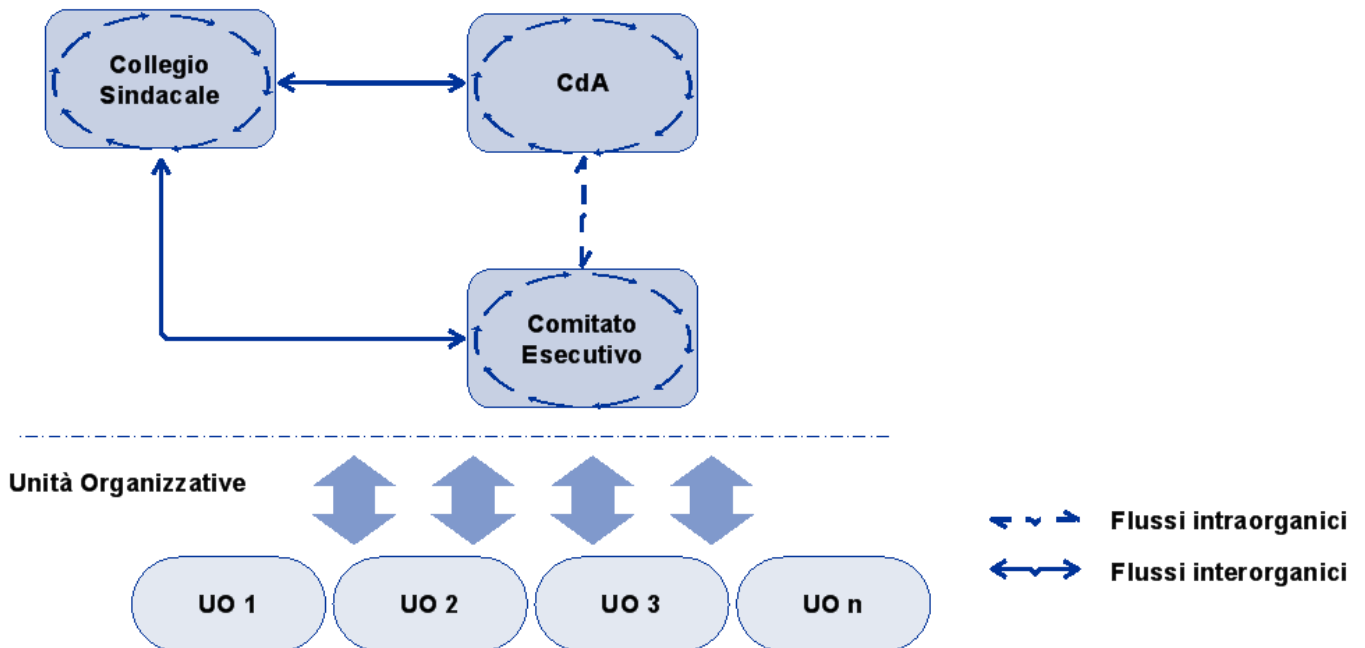 Collegio
Sindacale
CdA
Comitato
Esecutivo
Unità Organizzative
Flussi intraorganici
Flussi interorganici
UO 1
UO 2
UO 3
UO n